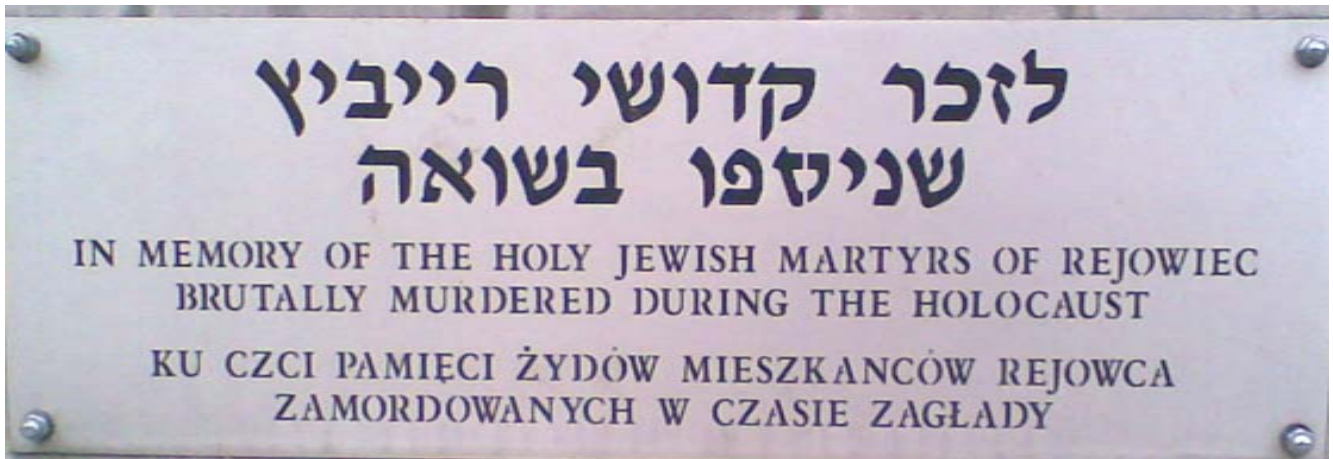 לזכר קדושי רייביץ
שניספו בשואה
IN MEMORY OF THE HOLY JEWISH MARTYRS OF REJOWIEC
BRUTALLY MURDERED DURING THE HOLOCAUST
KU CZCI PAMIĘCI ŻYDÓW MIESZKANCÓW REJOWCA
ZAMORDOWANYCH W CZASIE ZAGŁADY